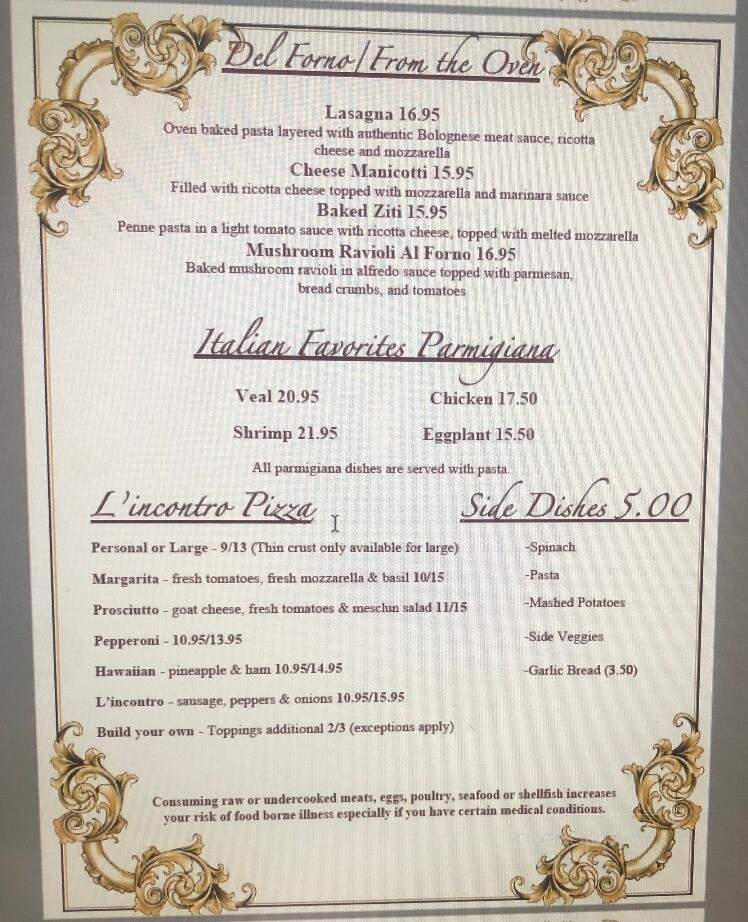 Del Forno/From the Oven
Lasagna 16.95
Oven baked pasta layered with authentic Bolognese meat sauce, ricotta
cheese and mozzarella
Cheese Manicotti 15.95
Filled with ricotta cheese topped with mozzarella and marinara sauce
Baked Ziti 15.95
Penne pasta in a light tomato sauce with ricotta cheese, topped with melted mozzarella
Mushroom Ravioli Al Forno 16.95
Baked mushroom ravioli in alfredo sauce topped with parmesan,
bread crumbs, and tomatoes
Italian Favorites Parmigiana
Veal 20.95
Chicken 17.50
Shrimp 21.95
Eggplant 15.50
All parmigiana dishes are served with pasta.
L'incontro Pizza
Personal or Large - 9/13 (Thin crust only available for large)
Margarita - fresh tomatoes, fresh mozzarella & basil 10/15
Prosciutto - goat cheese, fresh tomatoes & mesclun salad 11/15
Pepperoni - 10.95/13.95
Hawaiian - pineapple & ham 10.95/14.95
L'incontro - sausage, peppers & onions 10.95/15.95
Build your own - Toppings additional 2/3 (exceptions apply)
Side Dishes 5.00
-Spinach
-Pasta
-Mashed Potatoes
-Side Veggies
-Garlic Bread (3.50)
Consuming raw or undercooked meats, eggs, poultry, seafood or shellfish increases
your risk of food borne illness especially if you have certain medical conditions.